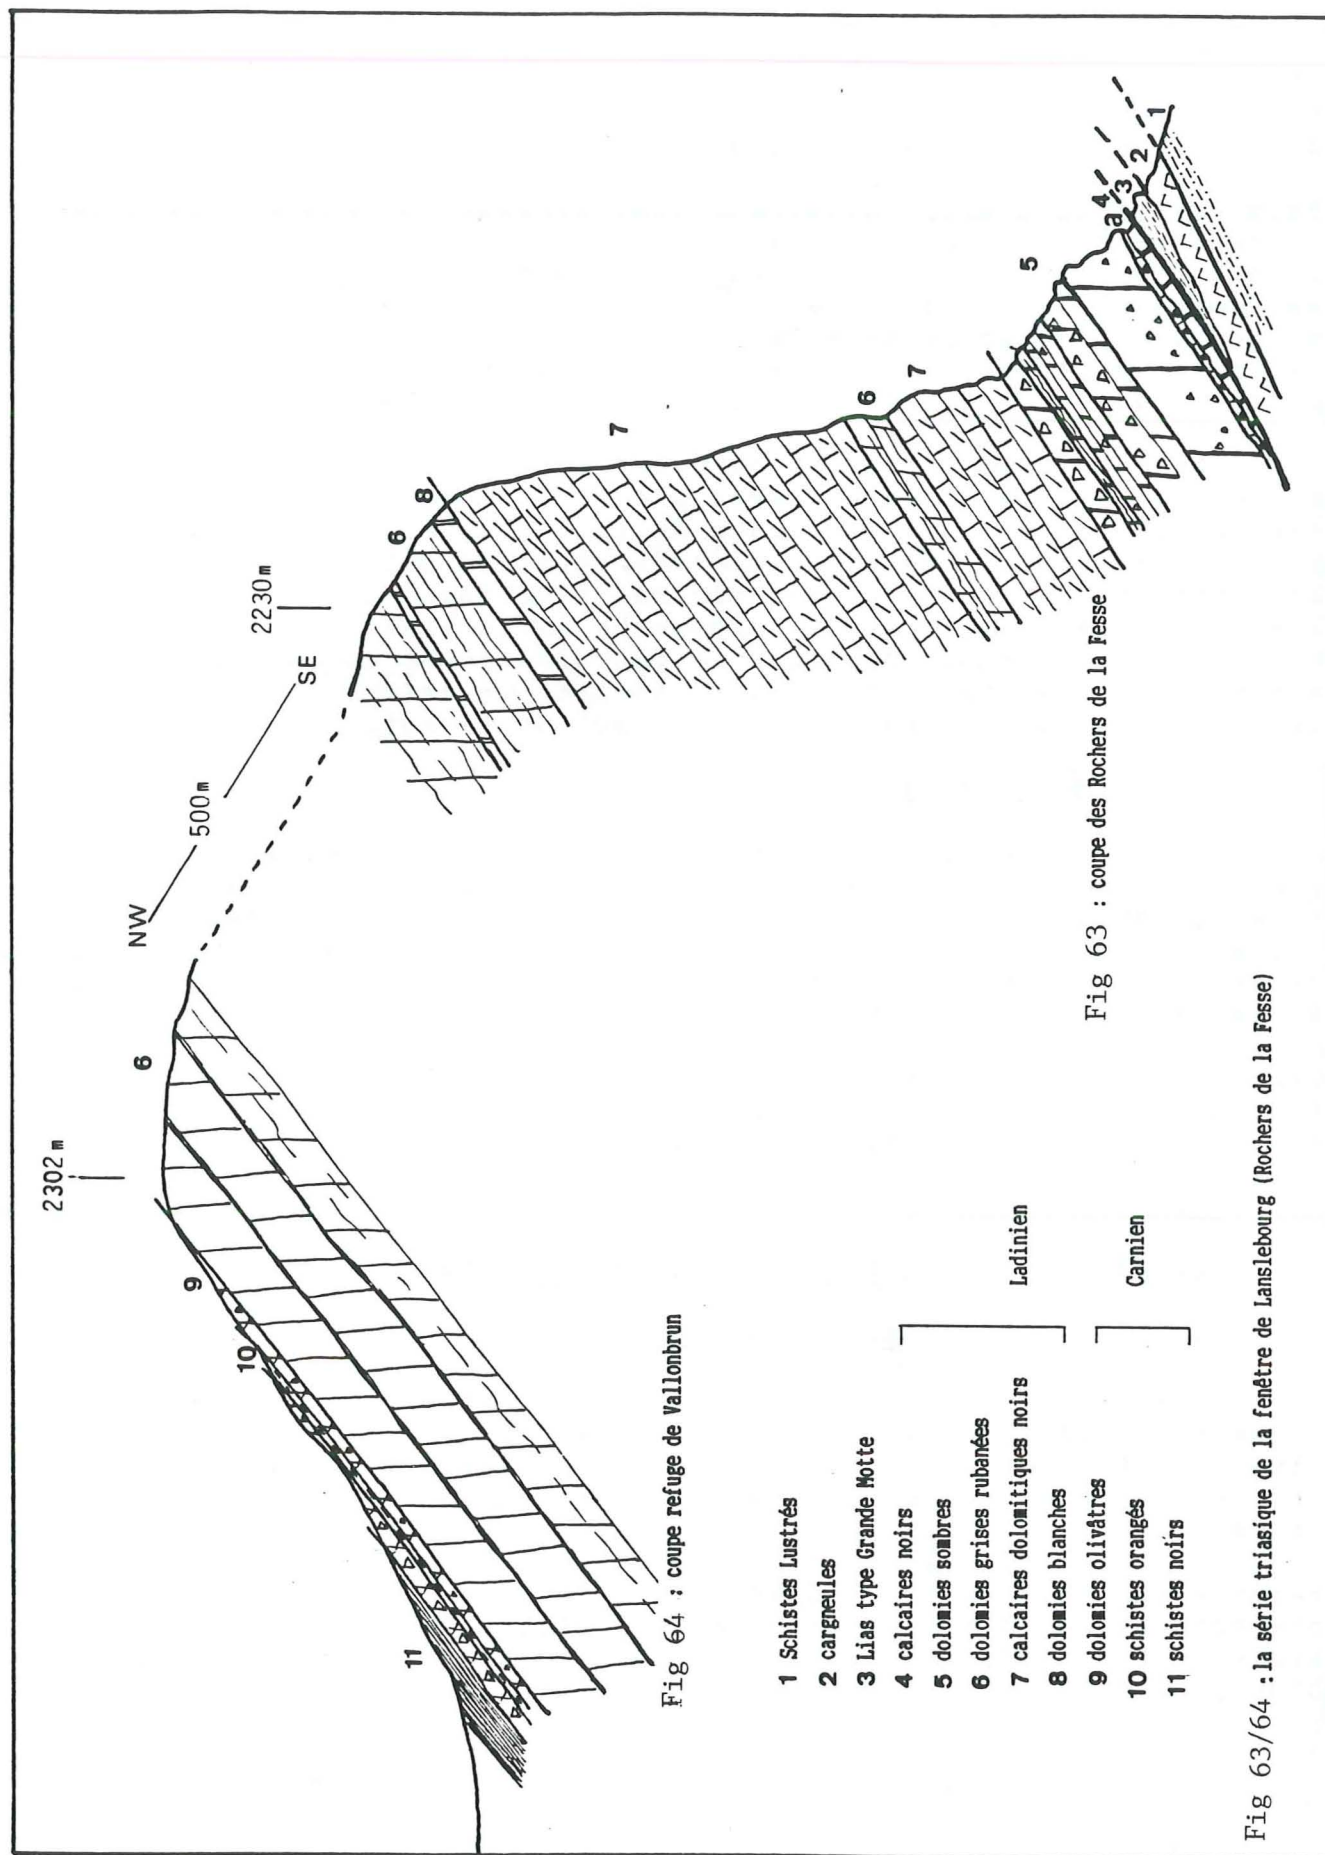 2302 m
NW
500m
SE
2230 m
6
9
10
11
6
8
7
6
7
5
4
a
3
2
1
Fig 64 : coupe refuge de Vallonbrun
Fig 63 : coupe des Rochers de la Fesse
1 Schistes Lustrés
2 cargneules
3 Lias type Grande Motte
4 calcaires noirs
5 dolomies sombres
6 dolomies grises rubanées
7 calcaires dolomitiques noirs
8 dolomies blanches
Ladinien
9 dolomies olivâtres
10 schistes orangés
11 schistes noirs
Carnien
Fig 63/64 : la série triasique de la fenêtre de Lanslebourg (Rochers de la Fesse)